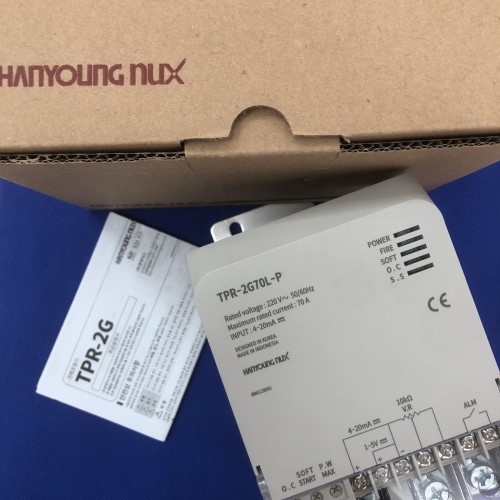 HANYOUNG NUX
HANYOUNG NUX
TPR-2G
TPR-2G70L-P
Rated voltage : 220 V～ 50/60Hz
Maximum rated current : 70 A
INPUT : 4-20mA
DESIGNED IN KOREA
MADE IN INDONESIA
HANYOUNG NUX
POWER
FIRE
SOFT
O.C
S.S
CE
10kΩ
V.R
ALM
4-20mA
1-5V
SOFT P.W
O.C START MAX
+ + -